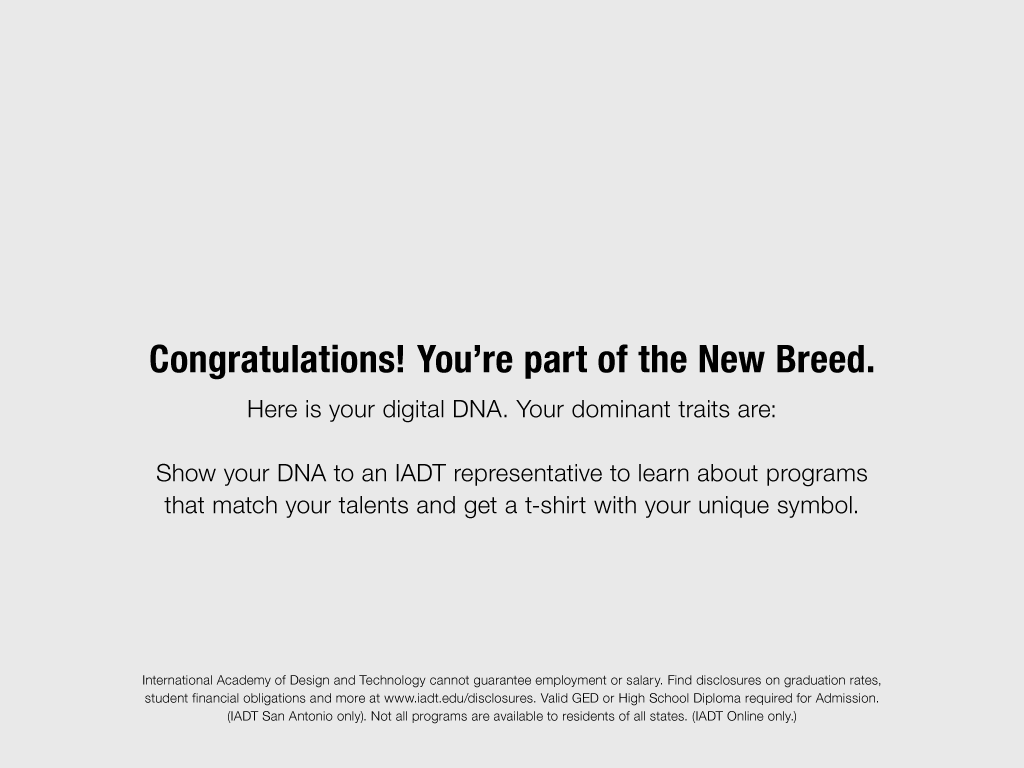 Congratulations! You’re part of the New Breed.
Here is your digital DNA. Your dominant traits are:
Show your DNA to an IADT representative to learn about programs
that match your talents and get a t-shirt with your unique symbol.
International Academy of Design and Technology cannot guarantee employment or salary. Find disclosures on graduation rates,
student financial obligations and more at www.iadt.edu/disclosures. Valid GED or High School Diploma required for Admission.
(IADT San Antonio only). Not all programs are available to residents of all states. (IADT Online only.)